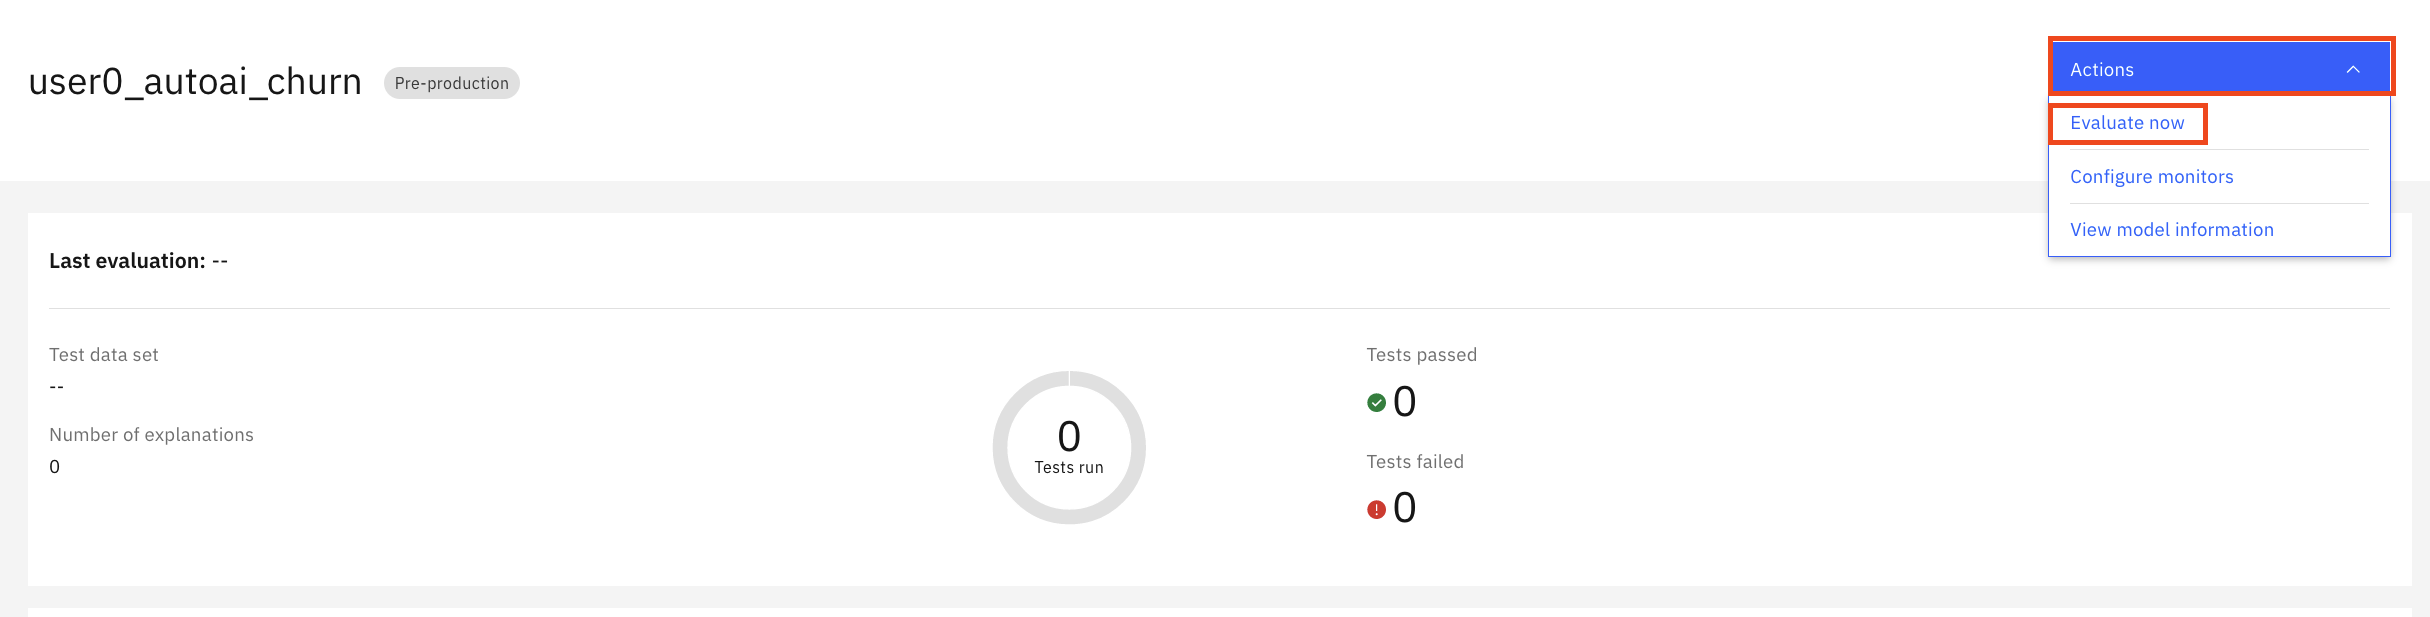 user0_autoai_churn Pre-production
Actions
Evaluate now
Configure monitors
View model information
Last evaluation: --
Test data set
--
Number of explanations
0
0
Tests run
Tests passed
0
Tests failed
0